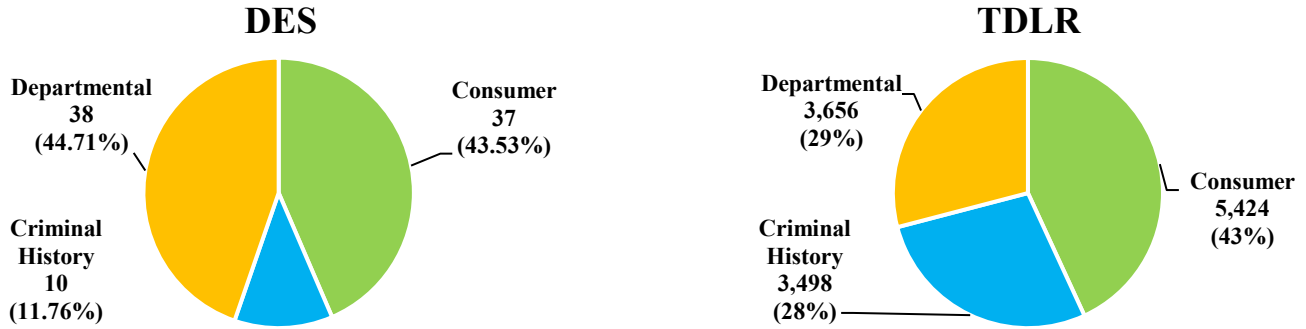 DES
Departmental
38
(44.71%)
Consumer
37
(43.53%)
Criminal
History
10
(11.76%)
TDLR
Departmental
3,656
(29%)
Consumer
5,424
(43%)
Criminal
History
3,498
(28%)